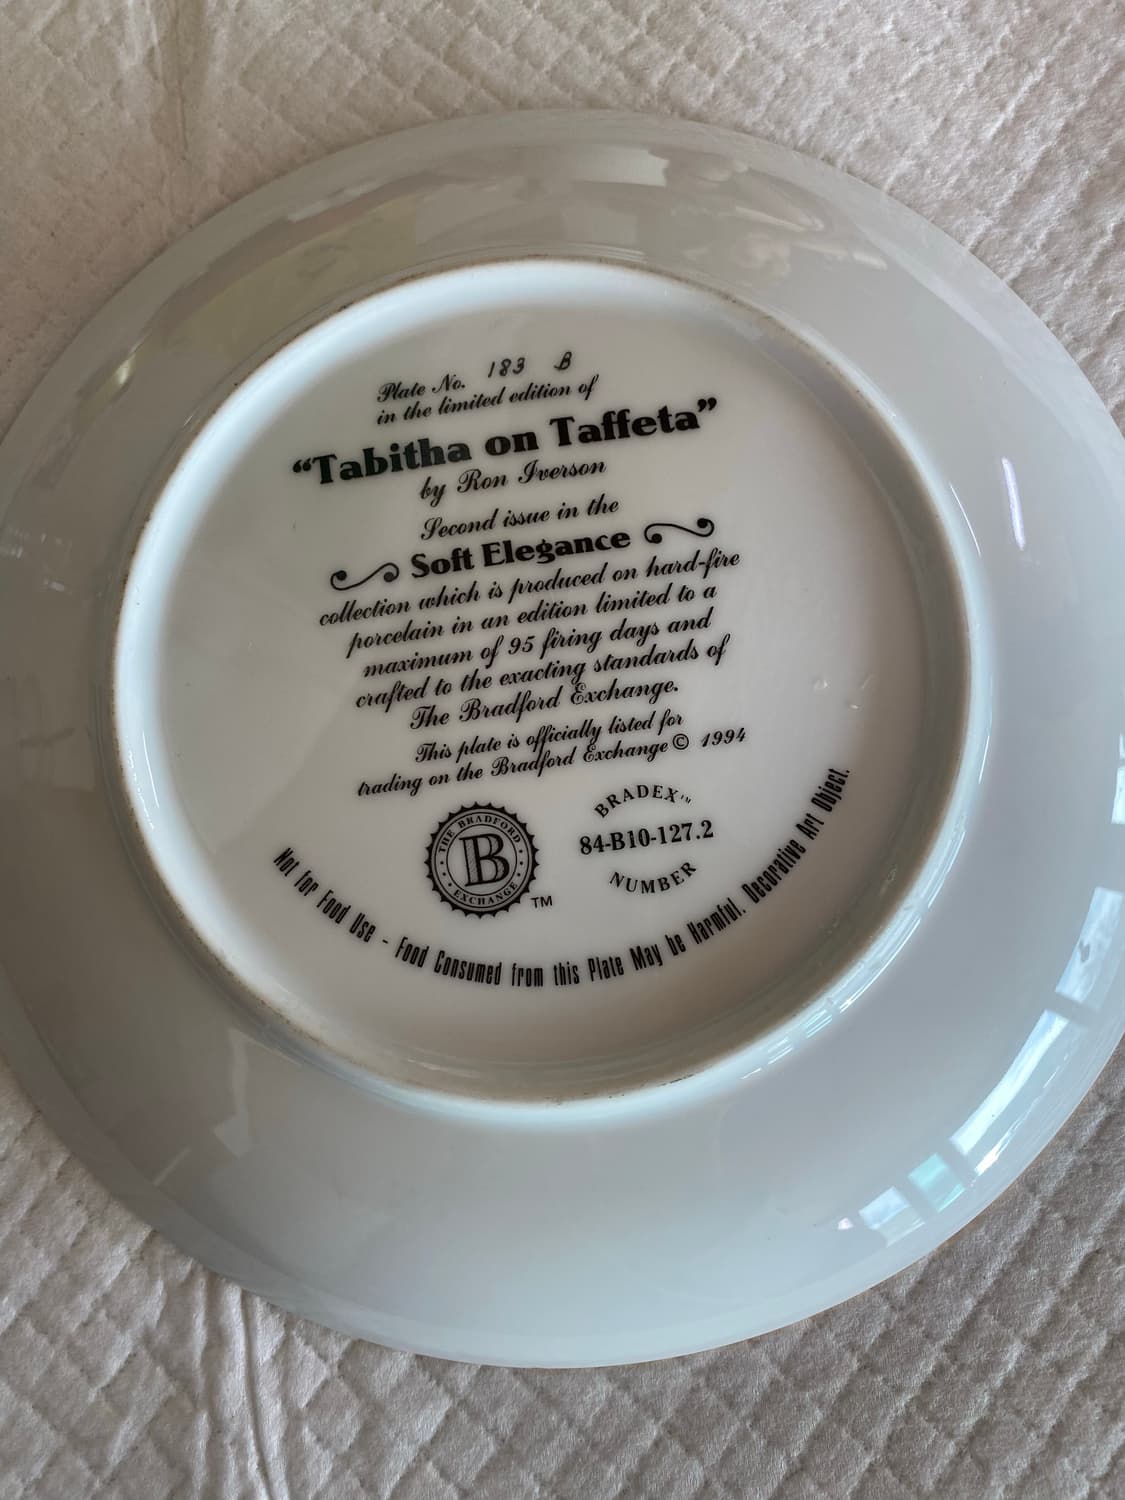 Plate No. 183 B
in the limited edition of
“Tabitha on Taffeta”
by Ron Iverson
Second issue in the
Soft Elegance
collection which is produced on hard-fire
porcelain in an edition limited to a
maximum of 95 firing days and
crafted to the exacting standards of
The Bradford Exchange.
This plate is officially listed for
trading on the Bradford Exchange © 1994
THE BRADFORD
B
EXCHANGE
TM
BRADEX™
84-B10-127.2
NUMBER
Not for Food Use - Food Consumed from this Plate May be Harmful. Decorative Art Object.